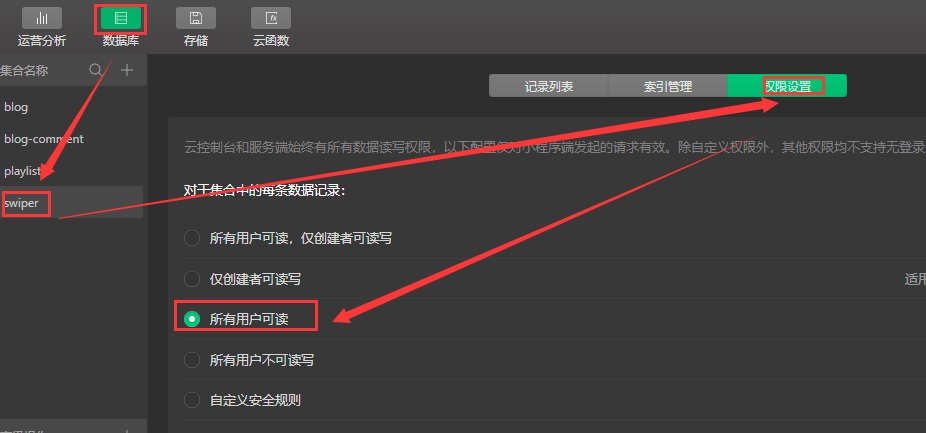 运营分析 数据库 存储 云函数
集合名称
记录列表 索引管理 权限设置
blog
blog-comment
playlist
swiper
云控制台和服务端始终有所有数据读写权限，以下配置仅对小程序端发起的请求有效。除自定义权限外，其他权限均不支持无登录
对于集合中的每条数据记录：
所有用户可读，仅创建者可读写
仅创建者可读写
适用
所有用户可读
所有用户不可读写
自定义安全规则